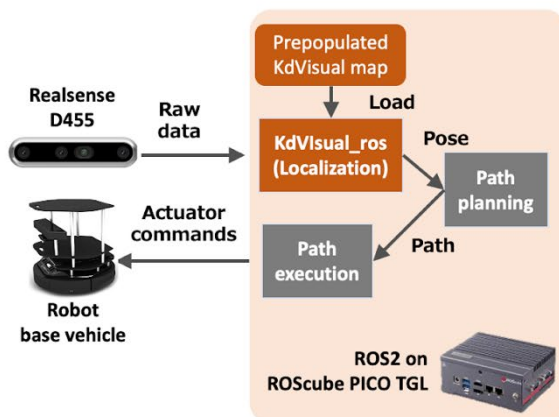 Prepopulated
KdVisual map
Realsense
D455
Raw
data
Load
KdVIsual_ros
(Localization)
Pose
Path
planning
Actuator
commands
Path
Path
execution
Robot
base vehicle
ROS2 on
ROScube PICO TGL